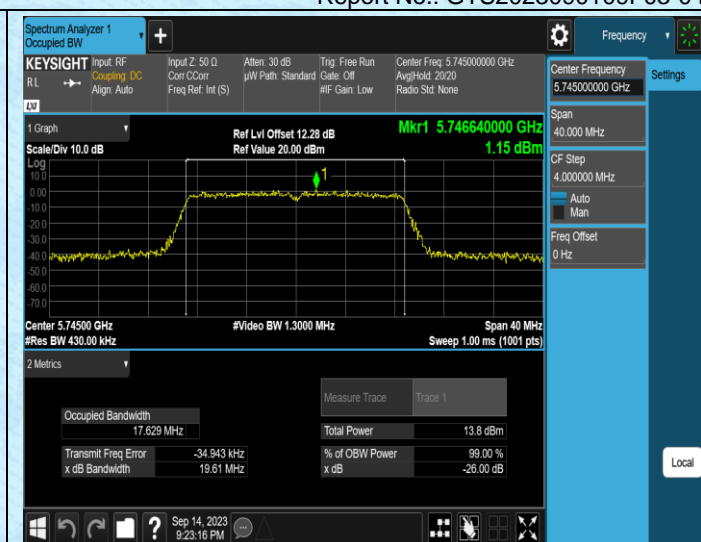 Spectrum Analyzer 1
Occupied BW
Frequency
KEYSIGHT
Input: RF
Coupling: DC
Align: Auto
Input Z: 50 Ω
Corr CCorr
Freq Ref: Int (S)
Atten: 30 dB
µW Path: Standard
Trig: Free Run
Gate: Off
#IF Gain: Low
Center Freq: 5.745000000 GHz
Avg|Hold: 20/20
Radio Std: None
RL
LXI
Center Frequency
5.745000000 GHz
Settings
Span
40.000 MHz
CF Step
4.000000 MHz
Auto
Man
Freq Offset
0 Hz
1 Graph
Scale/Div 10.0 dB
Ref Lvl Offset 12.28 dB
Ref Value 20.00 dBm
Mkr1 5.746640000 GHz
1.15 dBm
Log
10.0
0.00
-10.0
-20.0
-30.0
-40.0
-50.0
-60.0
-70.0
1
Center 5.74500 GHz
#Res BW 430.00 kHz
#Video BW 1.3000 MHz
Span 40 MHz
Sweep 1.00 ms (1001 pts)
2 Metrics
Measure Trace Trace 1
Occupied Bandwidth
17.629 MHz
Total Power 13.8 dBm
Transmit Freq Error -34.943 kHz
% of OBW Power 99.00 %
x dB Bandwidth 19.61 MHz
x dB -26.00 dB
Local
Sep 14, 2023
9:23:16 PM